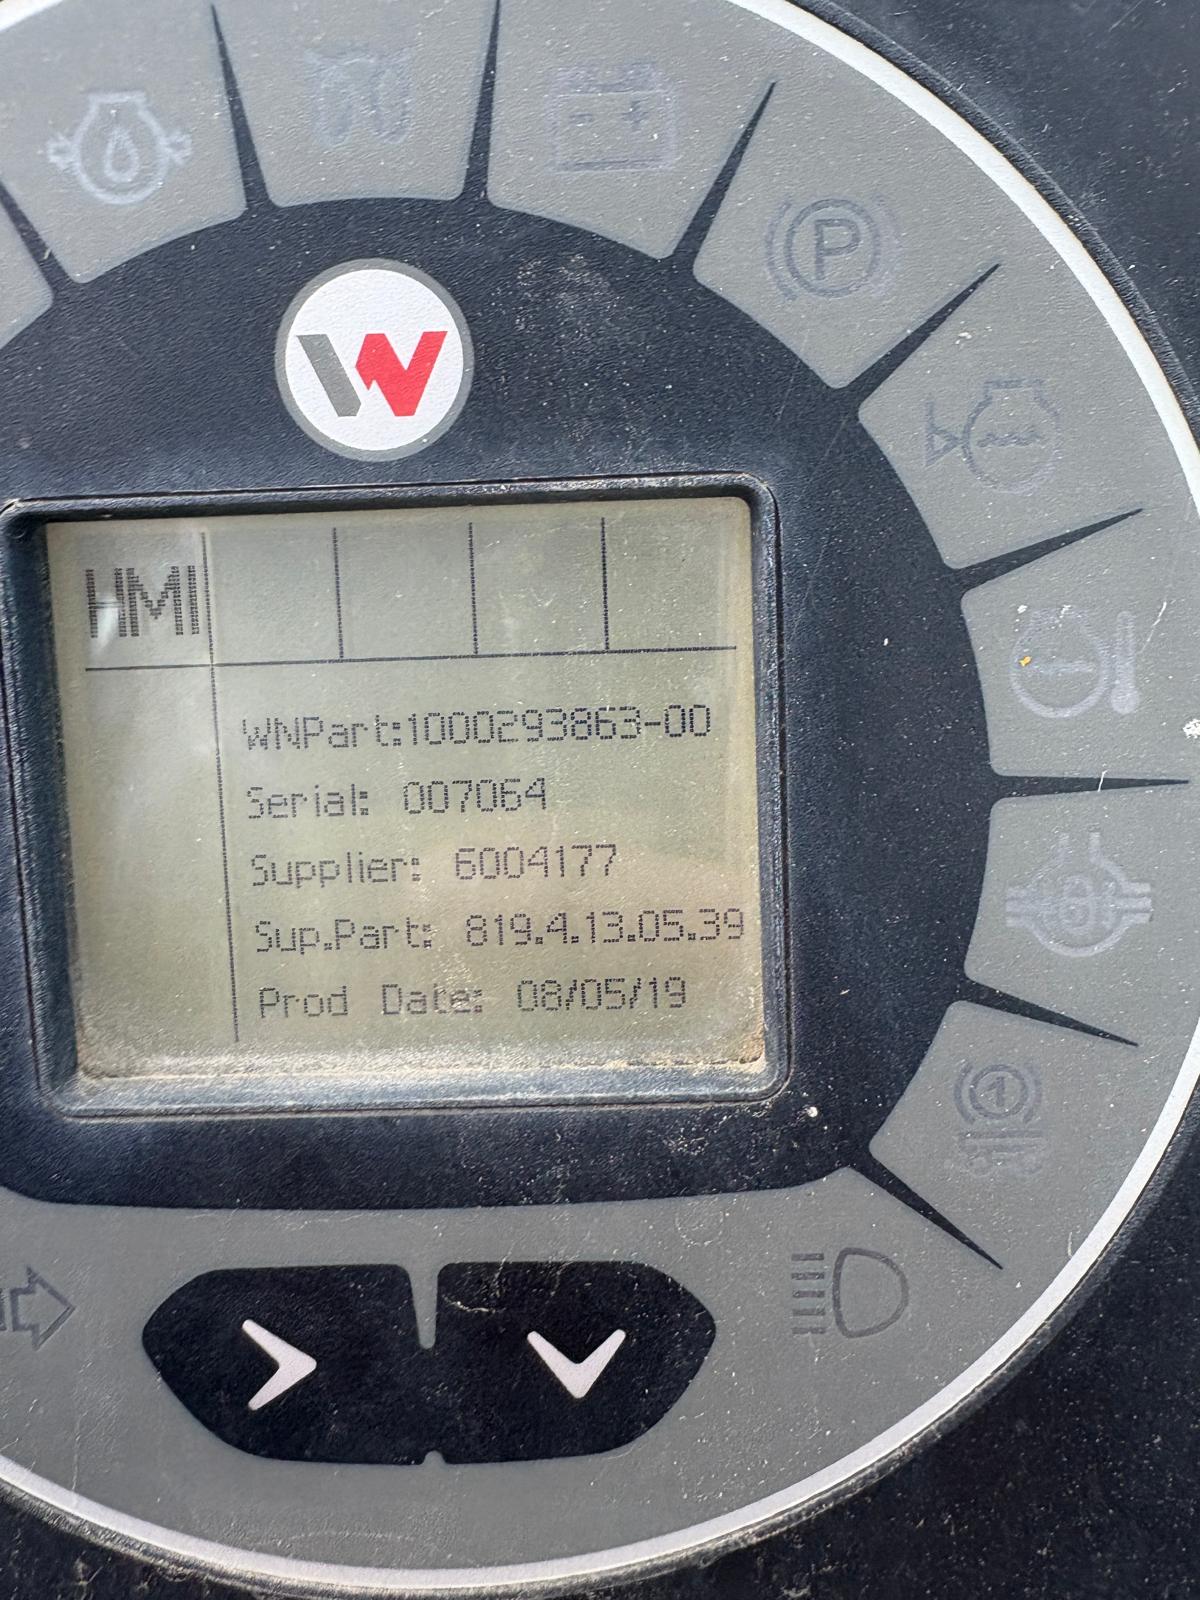 P
HMI
WNPart:1000293863-00
Serial: 007064
Supplier: 6004177
Sup.Part: 819.4.13.05.39
Prod Date: 08/05/19
1